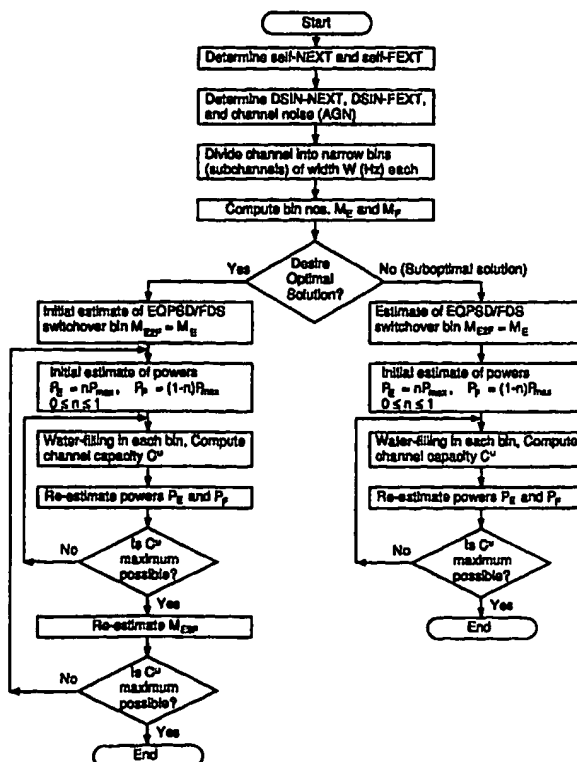 Start
Determine self-NEXT and self-FEXT
Determine DSIN-NEXT, DSIN-FEXT,
and channel noise (AGN)
Divide channel into narrow bins
(subchannels) of width W (Hz) each
Compute bin nos. M_E and M_F
Desire
Optimal
Solution?
Yes
No (Suboptimal solution)
Initial estimate of EQPSD/FDS
switchover bin M_E2F = M_E
Initial estimate of powers
P_E = nP_max, P_F = (1-n)P_max
0 ≤ n ≤ 1
Water-filling in each bin, Compute
channel capacity C^u
Re-estimate powers P_E and P_F
Is C^u
maximum
possible?
No
Yes
Re-estimate M_E2F
Is C^u
maximum
possible?
No
Yes
End
Estimate of EQPSD/FDS
switchover bin M_E2F = M_E
Initial estimate of powers
P_E = nP_max, P_F = (1-n)P_max
0 ≤ n ≤ 1
Water-filling in each bin, Compute
channel capacity C^u
Re-estimate powers P_E and P_F
Is C^u
maximum
possible?
No
Yes
End